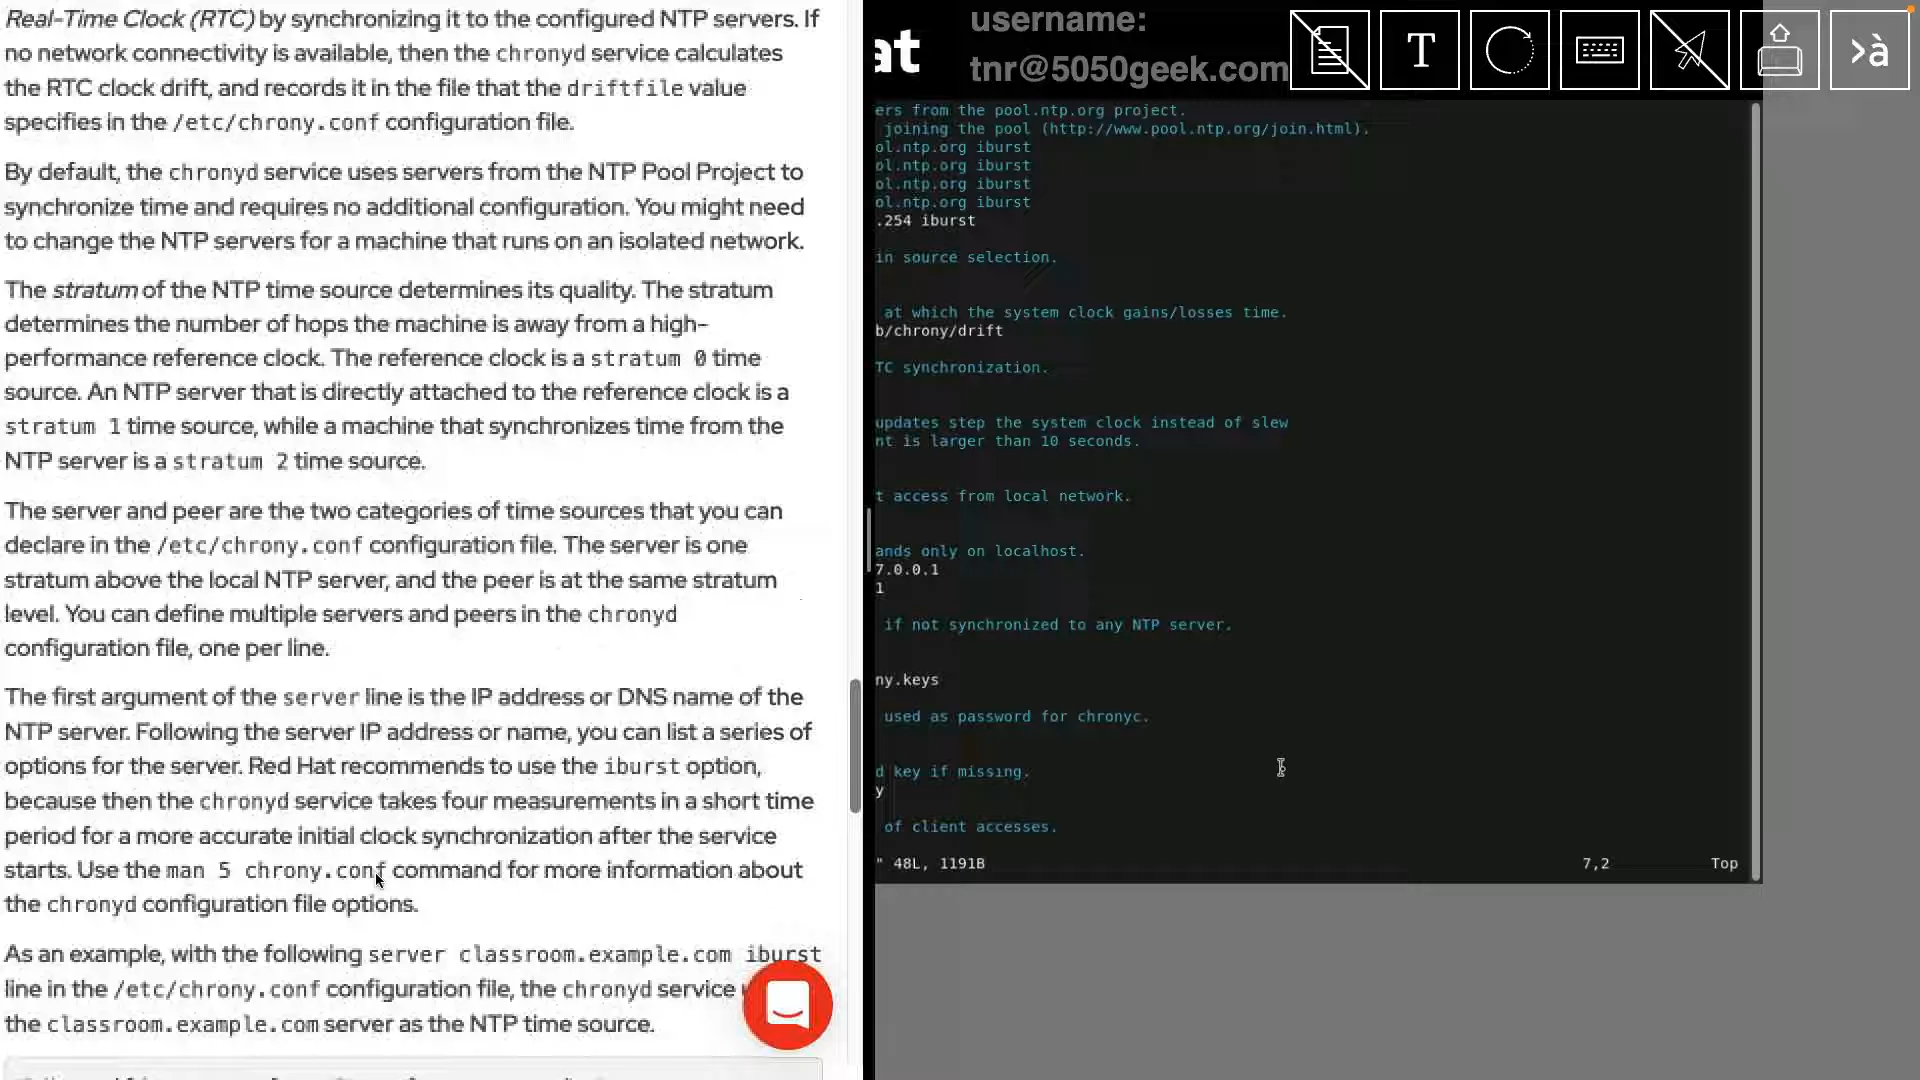 Real-Time Clock (RTC) by synchronizing it to the configured NTP servers. If
no network connectivity is available, then the chronyd service calculates
the RTC clock drift, and records it in the file that the driftfile value
specifies in the /etc/chrony.conf configuration file.
By default, the chronyd service uses servers from the NTP Pool Project to
synchronize time and requires no additional configuration. You might need
to change the NTP servers for a machine that runs on an isolated network.
The stratum of the NTP time source determines its quality. The stratum
determines the number of hops the machine is away from a high-
performance reference clock. The reference clock is a stratum 0 time
source. An NTP server that is directly attached to the reference clock is a
stratum 1 time source, while a machine that synchronizes time from the
NTP server is a stratum 2 time source.
The server and peer are the two categories of time sources that you can
declare in the /etc/chrony.conf configuration file. The server is one
stratum above the local NTP server, and the peer is at the same stratum
level. You can define multiple servers and peers in the chronyd
configuration file, one per line.
The first argument of the server line is the IP address or DNS name of the
NTP server. Following the server IP address or name, you can list a series of
options for the server. Red Hat recommends to use the iburst option,
because then the chronyd service takes four measurements in a short time
period for a more accurate initial clock synchronization after the service
starts. Use the man 5 chrony.conf command for more information about
the chronyd configuration file options.
As an example, with the following server classroom.example.com iburst
line in the /etc/chrony.conf configuration file, the chronyd service
the classroom.example.com server as the NTP time source.
at
username:
tnr@5050geek.com
T
>à
ers from the pool.ntp.org project.
joining the pool (http://www.pool.ntp.org/join.html).
ol.ntp.org iburst
ol.ntp.org iburst
ol.ntp.org iburst
ol.ntp.org iburst
.254 iburst
in source selection.
at which the system clock gains/losses time.
b/chrony/drift
TC synchronization.
updates step the system clock instead of slew
nt is larger than 10 seconds.
t access from local network.
ands only on localhost.
7.0.0.1
1
if not synchronized to any NTP server.
ny.keys
used as password for chronyc.
d key if missing.
y
of client accesses.
" 48L, 1191B 7,2 Top